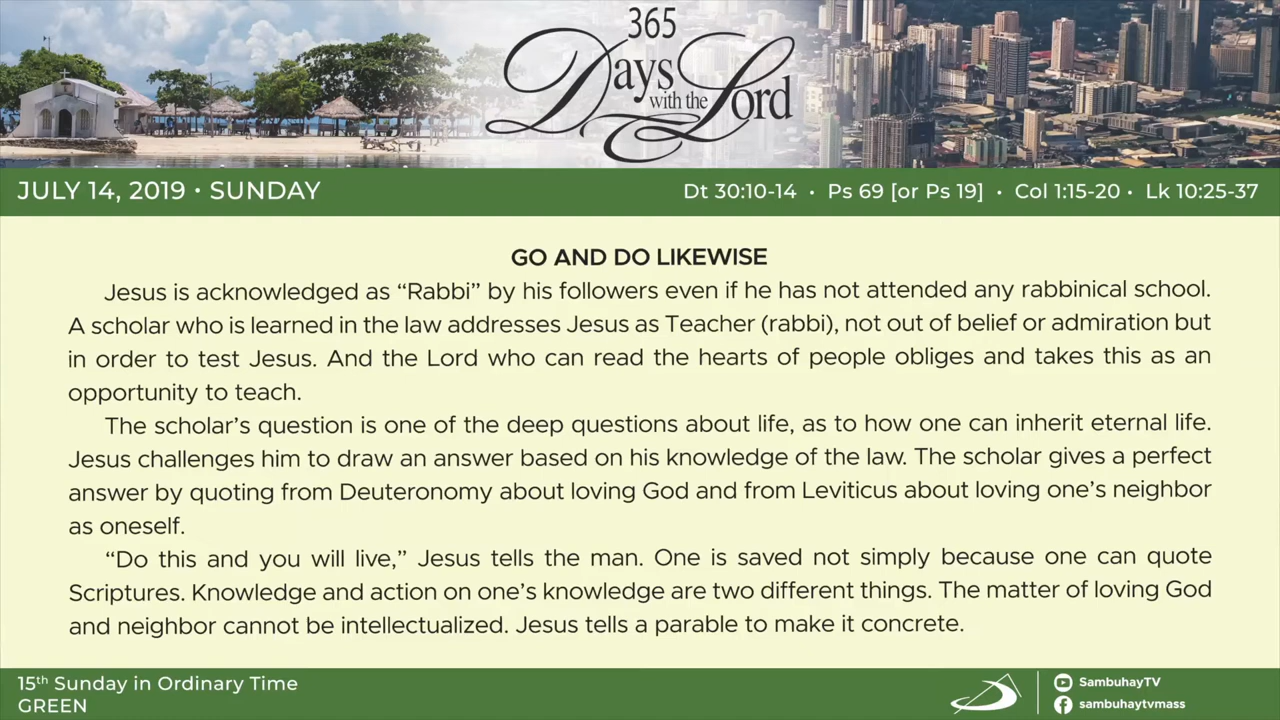 365
Days
with the
Lord
JULY 14, 2019 • SUNDAY
Dt 30:10-14 • Ps 69 [or Ps 19] • Col 1:15-20 • Lk 10:25-37
GO AND DO LIKEWISE
Jesus is acknowledged as “Rabbi” by his followers even if he has not attended any rabbinical school.
A scholar who is learned in the law addresses Jesus as Teacher (rabbi), not out of belief or admiration but
in order to test Jesus. And the Lord who can read the hearts of people obliges and takes this as an
opportunity to teach.
The scholar’s question is one of the deep questions about life, as to how one can inherit eternal life.
Jesus challenges him to draw an answer based on his knowledge of the law. The scholar gives a perfect
answer by quoting from Deuteronomy about loving God and from Leviticus about loving one’s neighbor
as oneself.
“Do this and you will live,” Jesus tells the man. One is saved not simply because one can quote
Scriptures. Knowledge and action on one’s knowledge are two different things. The matter of loving God
and neighbor cannot be intellectualized. Jesus tells a parable to make it concrete.
15th Sunday in Ordinary Time
GREEN
SambuhayTV
sambuhaytvmass